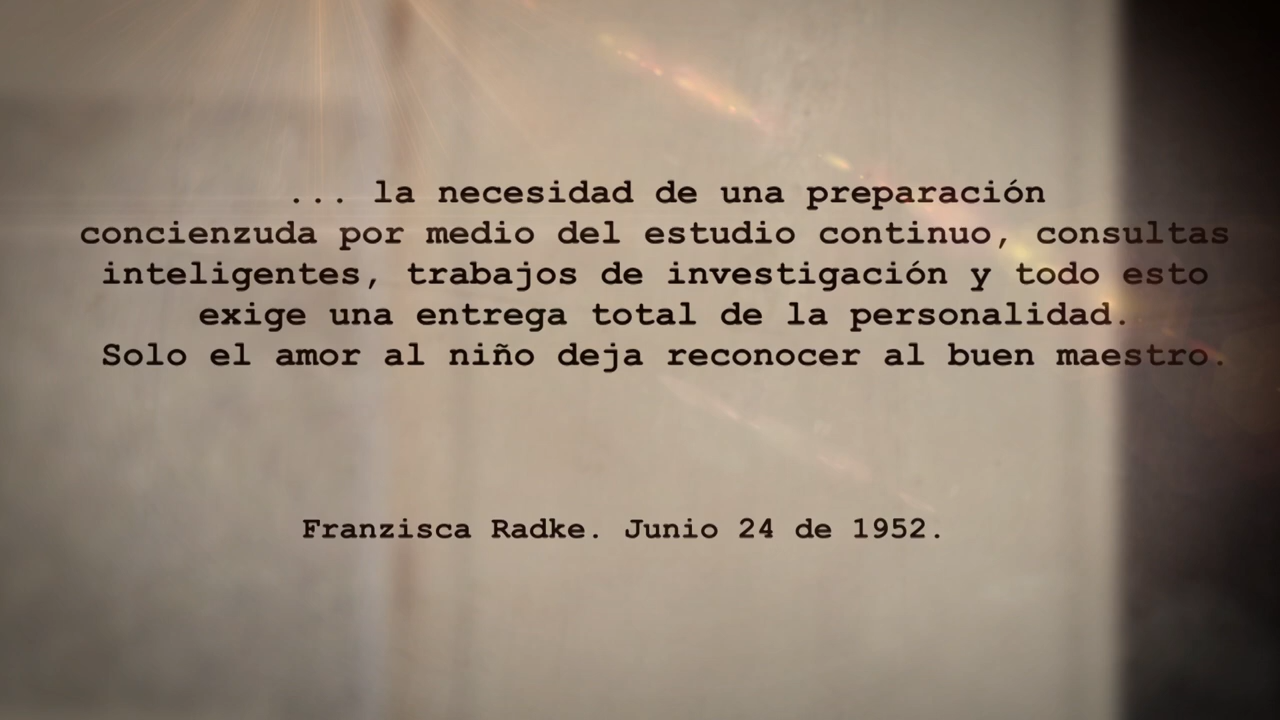 ... la necesidad de una preparación
concienzuda por medio del estudio continuo, consultas
inteligentes, trabajos de investigación y todo esto
exige una entrega total de la personalidad.
Solo el amor al niño deja reconocer al buen maestro.
Franzisca Radke. Junio 24 de 1952.